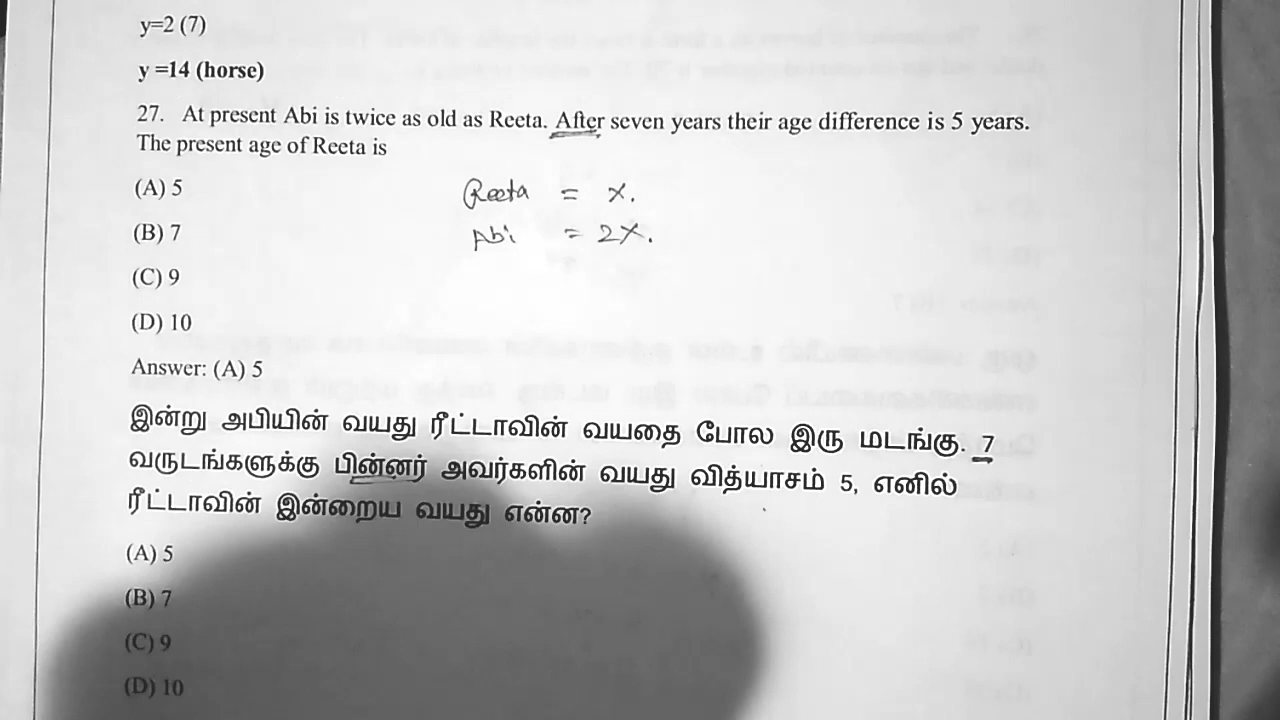 y=2 (7)
y =14 (horse)
27. At present Abi is twice as old as Reeta. After seven years their age difference is 5 years.
The present age of Reeta is
(A) 5
Reeta = x.
(B) 7
Abi = 2x.
(C) 9
(D) 10
Answer: (A) 5
இன்று அபியின் வயது ரீட்டாவின் வயதை போல இரு மடங்கு. 7
வருடங்களுக்கு பின்னர் அவர்களின் வயது வித்யாசம் 5, எனில்
ரீட்டாவின் இன்றைய வயது என்ன?
(A) 5
(B) 7
(C) 9
(D) 10